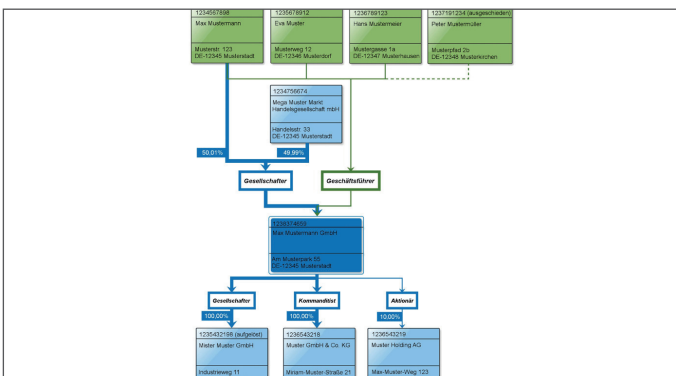 1234567898
Max Mustermann
Musterstr. 123
DE-12345 Musterstadt
1235678912
Eva Muster
Musterweg 12
DE-12346 Musterdorf
1236789123
Hans Mustermeier
Mustergasse 1a
DE-12347 Musterhausen
1237191234 (ausgeschieden)
Peter Mustermüller
Musterpfad 2b
DE-12348 Musterkirchen
1234756674
Mega Muster Markt
Handelsgesellschaft mbH
Handelsstr. 33
DE-12345 Musterstadt
50,01%
49,99%
Gesellschafter
Geschäftsführer
Max Mustermann GmbH
Am Musterpark 55
DE-12345 Musterstadt
Gesellschafter
Kommanditist
Aktionär
100,00%
100,00%
10,00%
1235432198 (aufgelöst)
Mister Muster GmbH
Industrieweg 11
1236543218
Muster GmbH & Co. KG
Miriam-Muster-Straße 21
1236543219
Muster Holding AG
Max-Muster-Weg 123